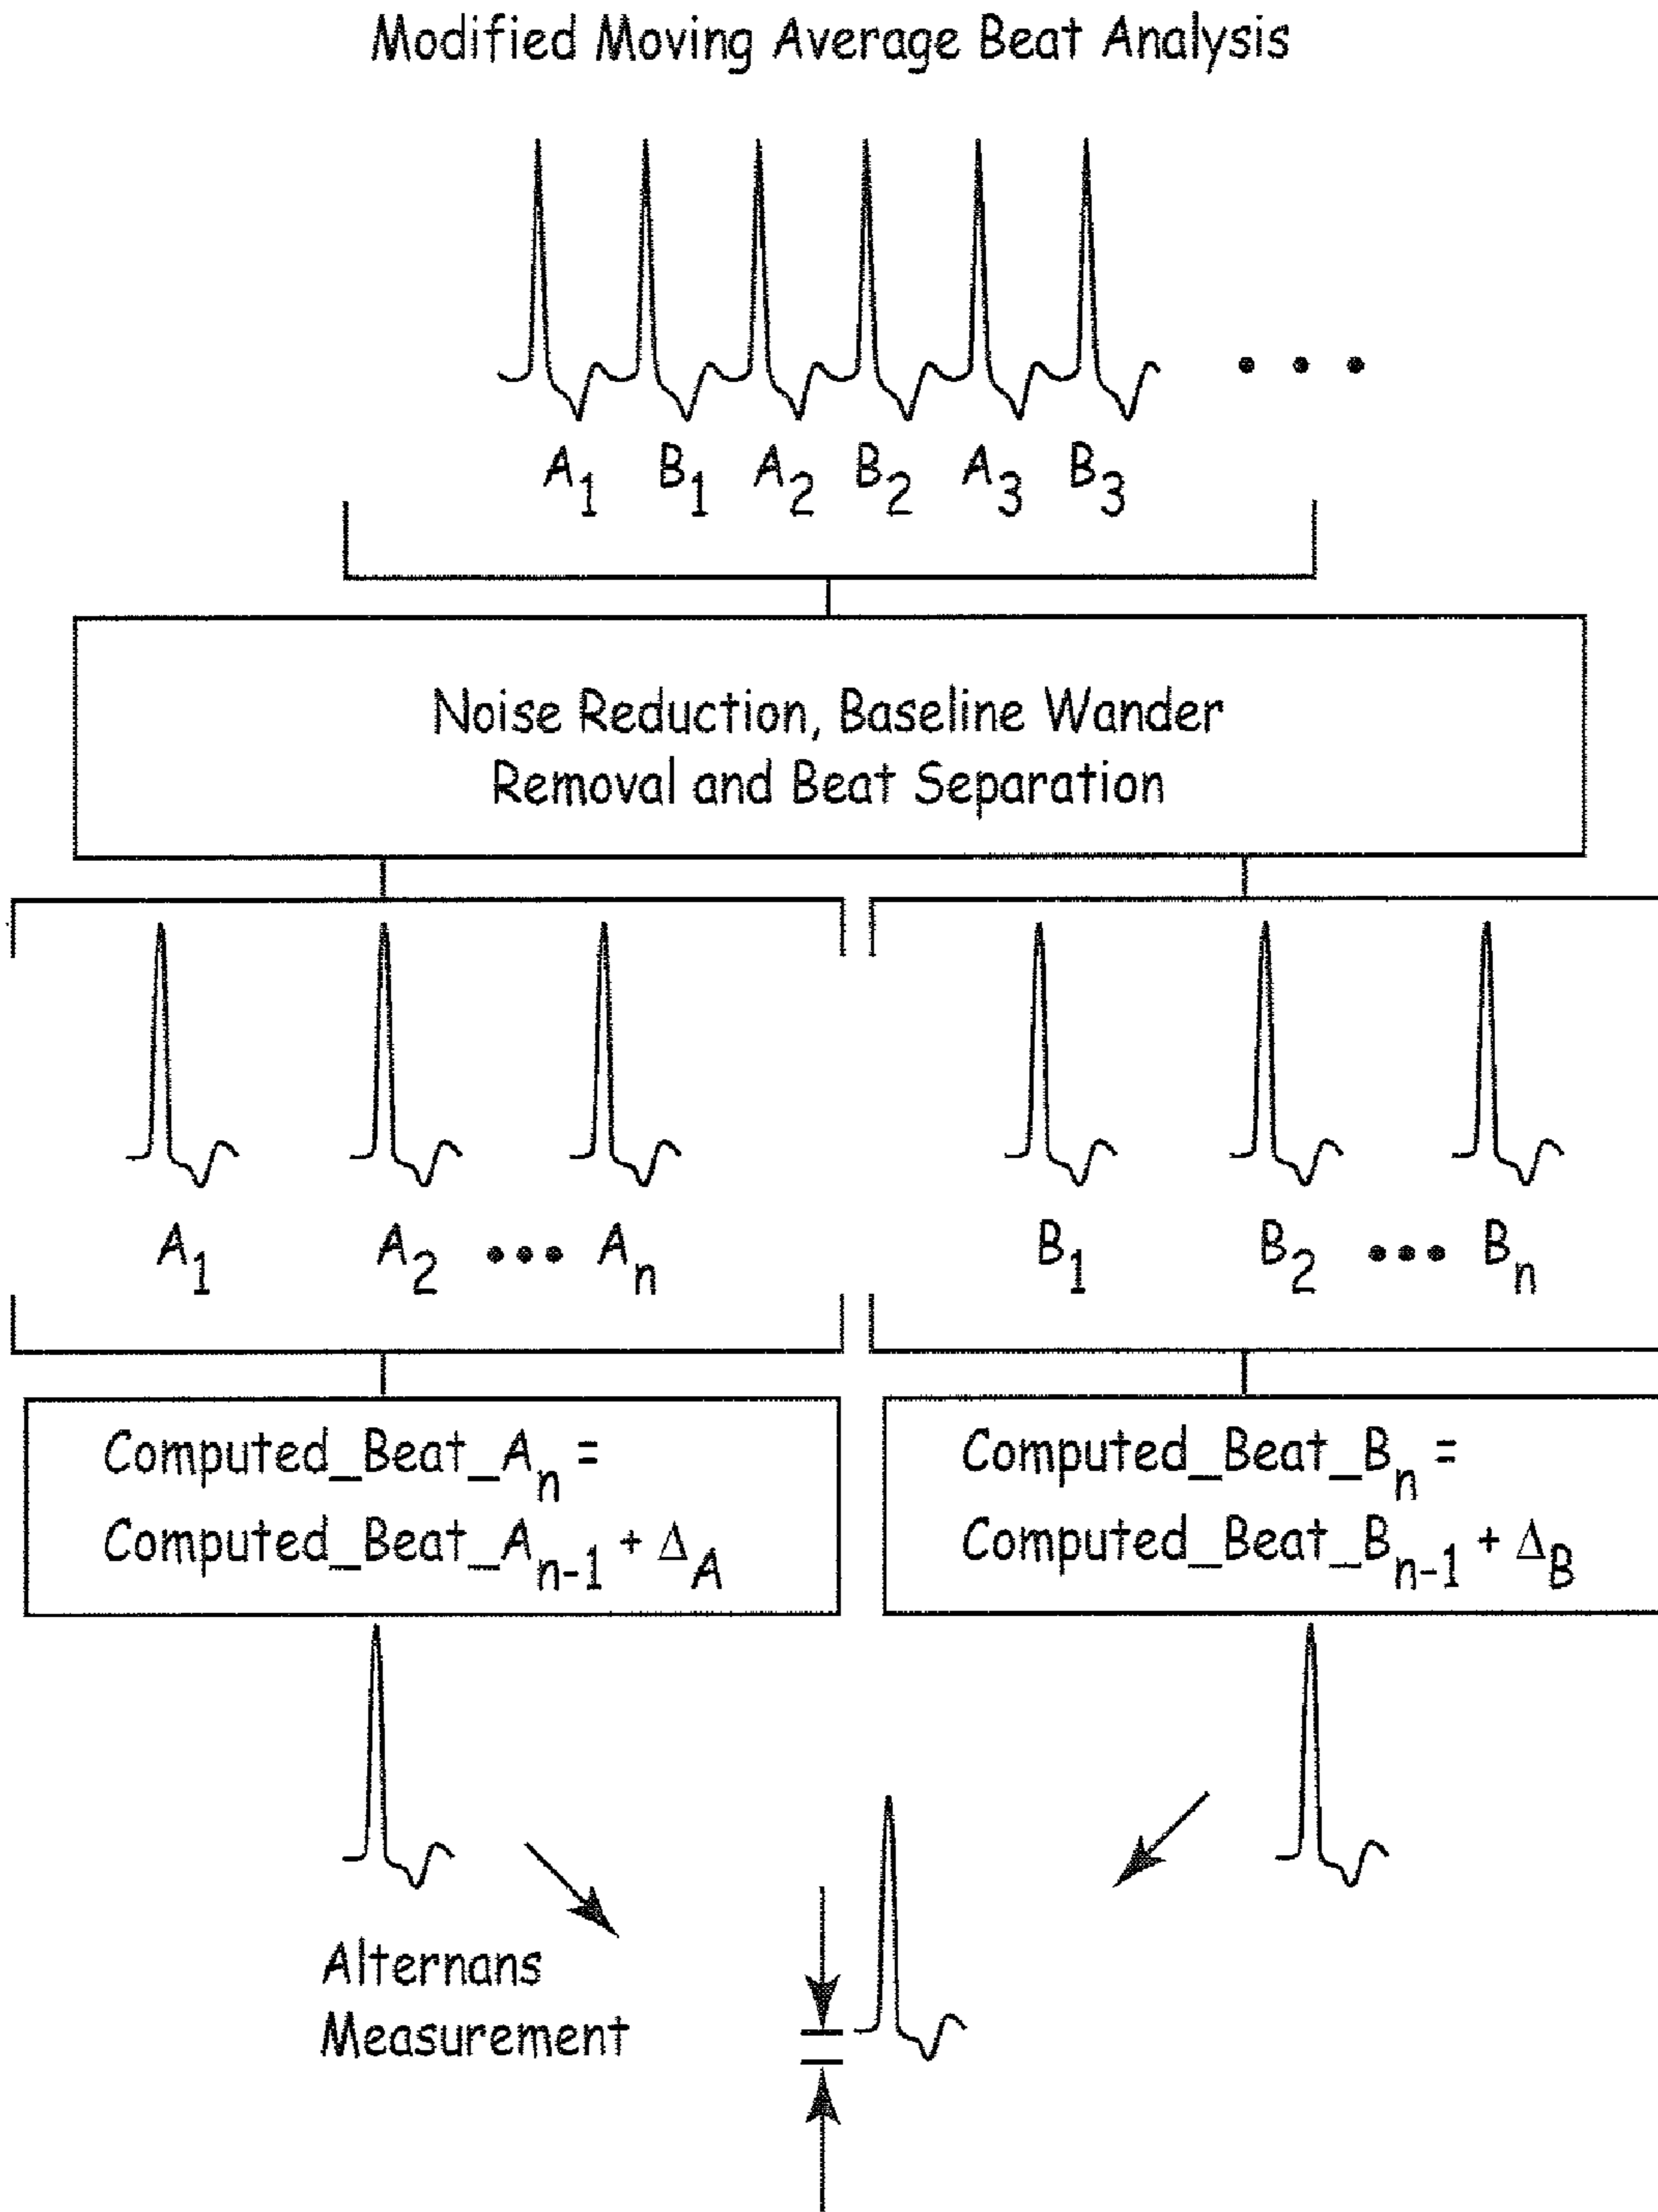 Modified Moving Average Beat Analysis
A1 B1 A2 B2 A3 B3
Noise Reduction, Baseline Wander
Removal and Beat Separation
A1 A2 ••• An
B1 B2 ••• Bn
Computed_Beat_An =
Computed_Beat_An-1 + ΔA
Computed_Beat_Bn =
Computed_Beat_Bn-1 + ΔB
Alternans
Measurement